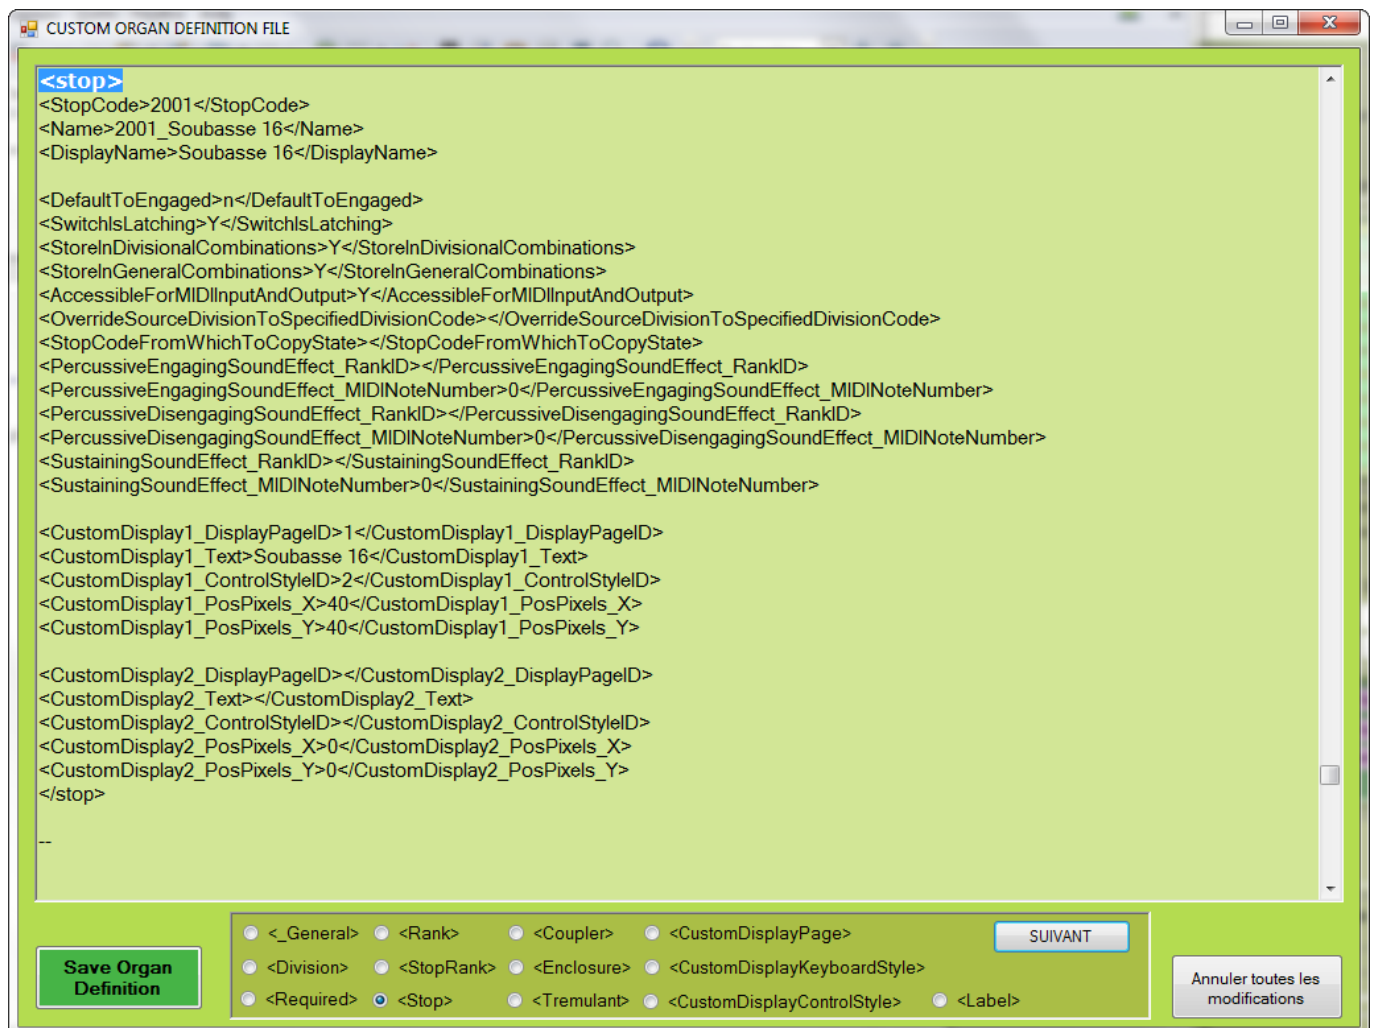 CUSTOM ORGAN DEFINITION FILE
<stop>
<StopCode>2001</StopCode>
<Name>2001_Soubasse 16</Name>
<DisplayName>Soubasse 16</DisplayName>
<DefaultToEngaged>n</DefaultToEngaged>
<SwitchIsLatching>Y</SwitchIsLatching>
<StoreInDivisionalCombinations>Y</StoreInDivisionalCombinations>
<StoreInGeneralCombinations>Y</StoreInGeneralCombinations>
<AccessibleForMIDIInputAndOutput>Y</AccessibleForMIDIInputAndOutput>
<OverrideSourceDivisionToSpecifiedDivisionCode></OverrideSourceDivisionToSpecifiedDivisionCode>
<StopCodeFromWhichToCopyState></StopCodeFromWhichToCopyState>
<PercussiveEngagingSoundEffect_RankID></PercussiveEngagingSoundEffect_RankID>
<PercussiveEngagingSoundEffect_MIDINoteNumber>0</PercussiveEngagingSoundEffect_MIDINoteNumber>
<PercussiveDisengagingSoundEffect_RankID></PercussiveDisengagingSoundEffect_RankID>
<PercussiveDisengagingSoundEffect_MIDINoteNumber>0</PercussiveDisengagingSoundEffect_MIDINoteNumber>
<SustainingSoundEffect_RankID></SustainingSoundEffect_RankID>
<SustainingSoundEffect_MIDINoteNumber>0</SustainingSoundEffect_MIDINoteNumber>
<CustomDisplay1_DisplayPageID>1</CustomDisplay1_DisplayPageID>
<CustomDisplay1_Text>Soubasse 16</CustomDisplay1_Text>
<CustomDisplay1_ControlStyleID>2</CustomDisplay1_ControlStyleID>
<CustomDisplay1_PosPixels_X>40</CustomDisplay1_PosPixels_X>
<CustomDisplay1_PosPixels_Y>40</CustomDisplay1_PosPixels_Y>
<CustomDisplay2_DisplayPageID></CustomDisplay2_DisplayPageID>
<CustomDisplay2_Text></CustomDisplay2_Text>
<CustomDisplay2_ControlStyleID></CustomDisplay2_ControlStyleID>
<CustomDisplay2_PosPixels_X>0</CustomDisplay2_PosPixels_X>
<CustomDisplay2_PosPixels_Y>0</CustomDisplay2_PosPixels_Y>
</stop>
--
<_General> <Rank> <Coupler> <CustomDisplayPage> SUIVANT
<Division> <StopRank> <Enclosure> <CustomDisplayKeyboardStyle>
<Required> <Stop> <Tremulant> <CustomDisplayControlStyle> <Label>
Save Organ
Definition
Annuler toutes les
modifications